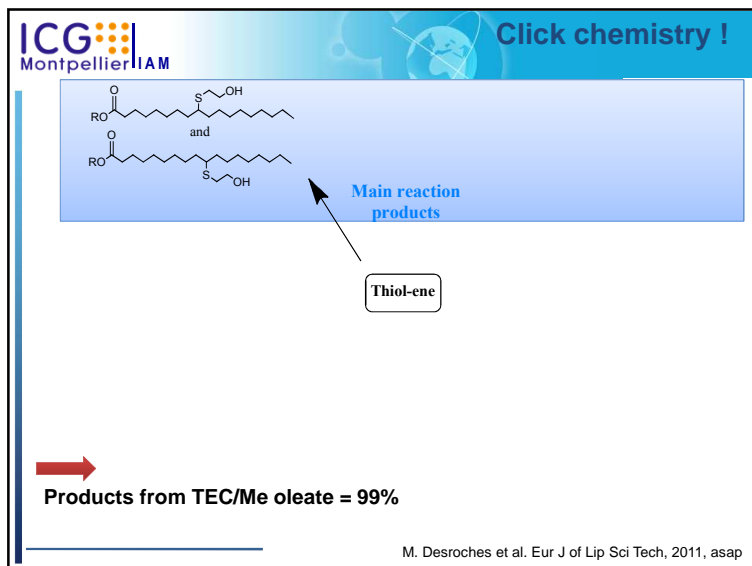 ICG
Montpellier IAM
Click chemistry !
O
S
OH
RO
and
O
RO
S
OH
Main reaction
products
Thiol-ene
Products from TEC/Me oleate = 99%
M. Desroches et al. Eur J of Lip Sci Tech, 2011, asap